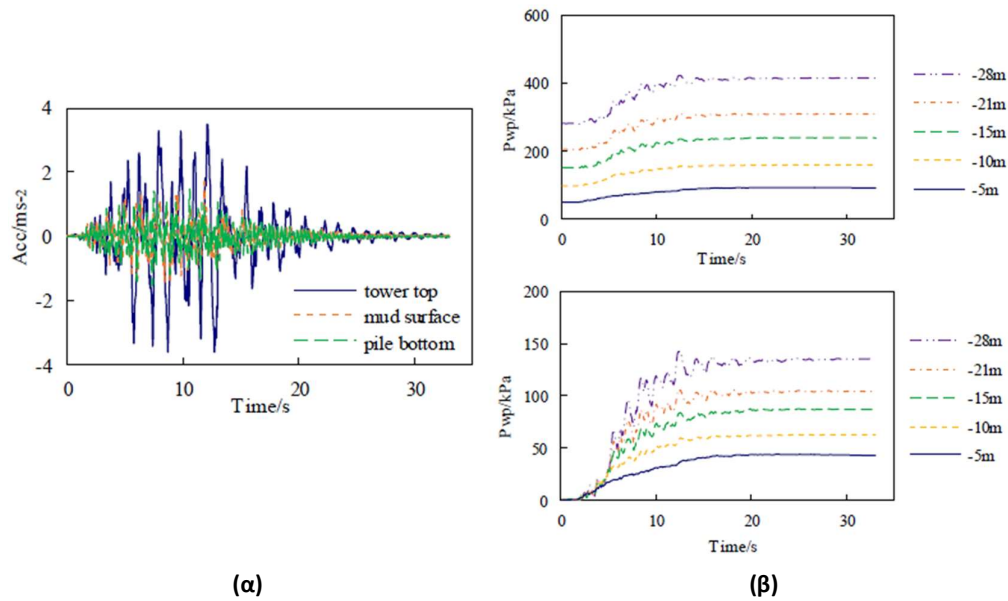 4
2
0
-2
-4
Acc/ms-2
0
10
20
30
Time/s
tower top
mud surface
pile bottom
(α)
600
400
200
0
Pwp/kPa
0
10
20
30
Time/s
-28m
-21m
-15m
-10m
-5m
200
150
100
50
0
Pwp/kPa
0
10
20
30
Time/s
-28m
-21m
-15m
-10m
-5m
(β)